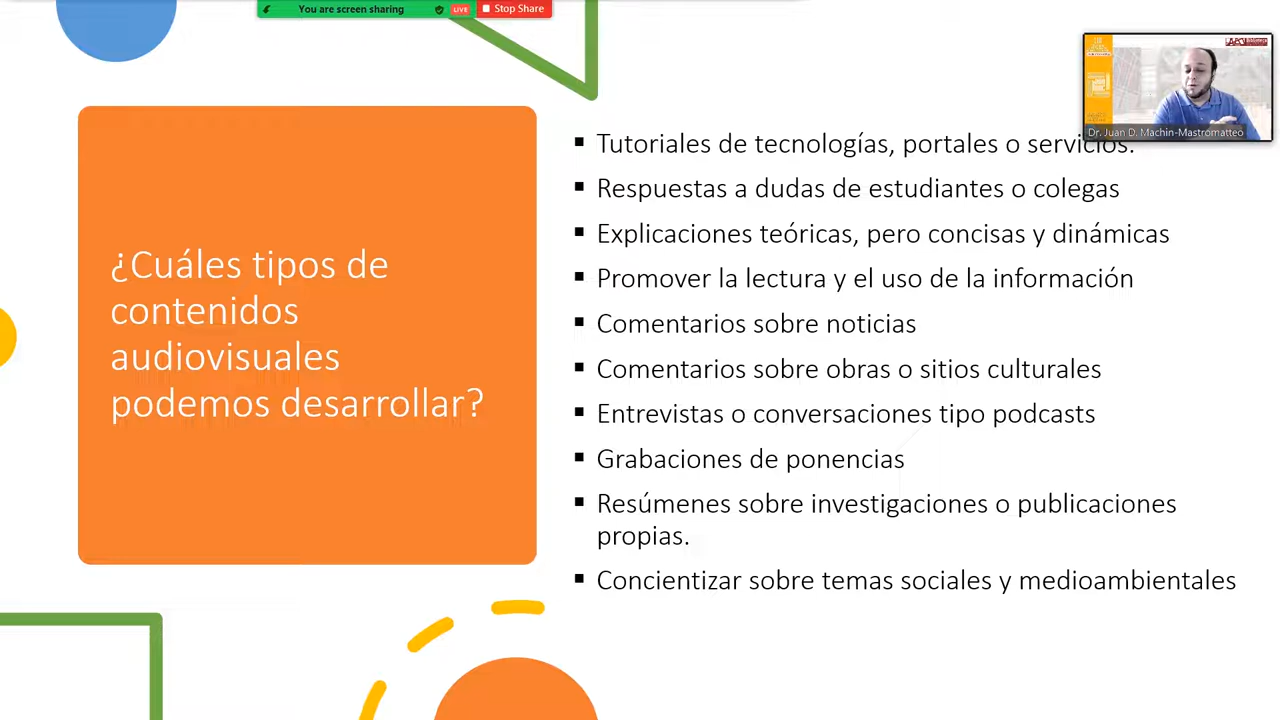 You are screen sharing
LIVE
Stop Share
Dr. Juan D. Machin-Mastromatteo
¿Cuáles tipos de
contenidos
audiovisuales
podemos desarrollar?
▪ Tutoriales de tecnologías, portales o servicios.
▪ Respuestas a dudas de estudiantes o colegas
▪ Explicaciones teóricas, pero concisas y dinámicas
▪ Promover la lectura y el uso de la información
▪ Comentarios sobre noticias
▪ Comentarios sobre obras o sitios culturales
▪ Entrevistas o conversaciones tipo podcasts
▪ Grabaciones de ponencias
▪ Resúmenes sobre investigaciones o publicaciones
propias.
▪ Concientizar sobre temas sociales y medioambientales